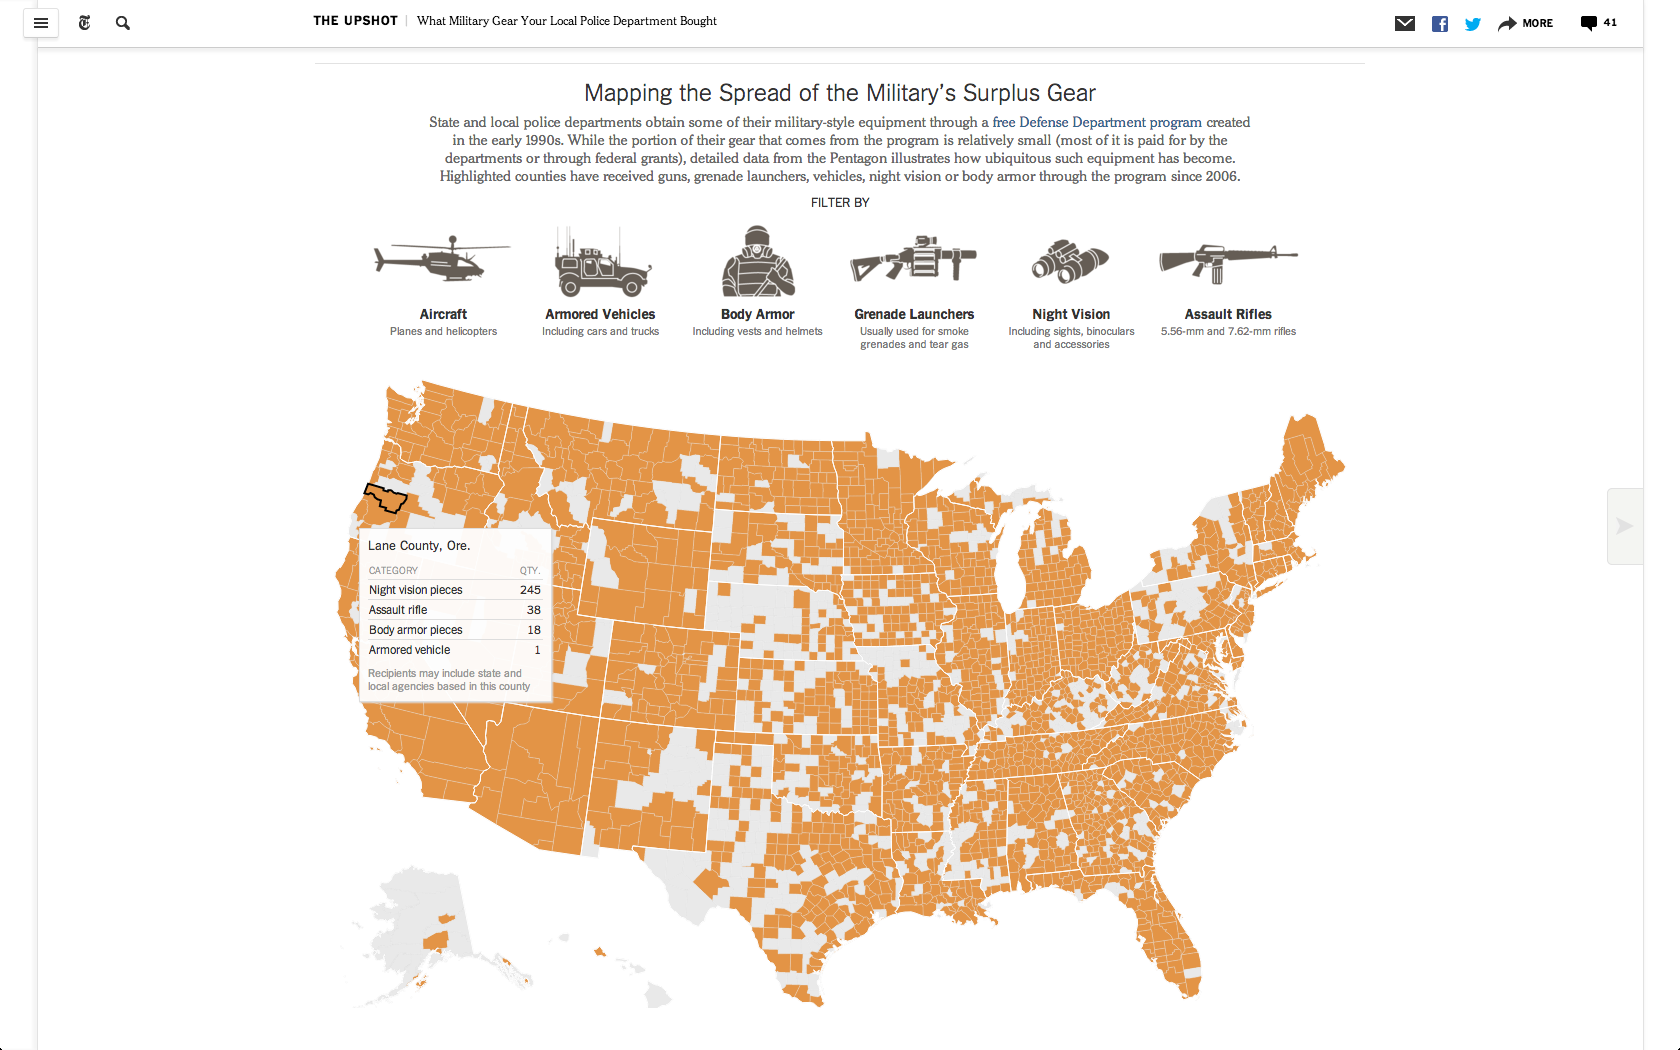 THE UPSHOT | What Military Gear Your Local Police Department Bought
MORE
41
Mapping the Spread of the Military’s Surplus Gear
State and local police departments obtain some of their military-style equipment through a free Defense Department program created
in the early 1990s. While the portion of their gear that comes from the program is relatively small (most of it is paid for by the
departments or through federal grants), detailed data from the Pentagon illustrates how ubiquitous such equipment has become.
Highlighted counties have received guns, grenade launchers, vehicles, night vision or body armor through the program since 2006.
FILTER BY
Aircraft
Planes and helicopters
Armored Vehicles
Including cars and trucks
Body Armor
Including vests and helmets
Grenade Launchers
Usually used for smoke
grenades and tear gas
Night Vision
Including sights, binoculars
and accessories
Assault Rifles
5.56-mm and 7.62-mm rifles
Lane County, Ore.
CATEGORY QTY.
Night vision pieces 245
Assault rifle 38
Body armor pieces 18
Armored vehicle 1
Recipients may include state and
local agencies based in this county